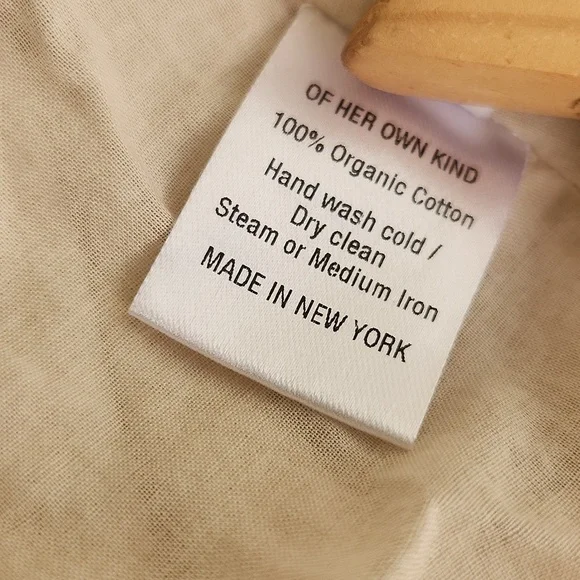 OF HER OWN KIND
100% Organic Cotton
Hand wash cold /
Dry clean
Steam or Medium Iron
MADE IN NEW YORK